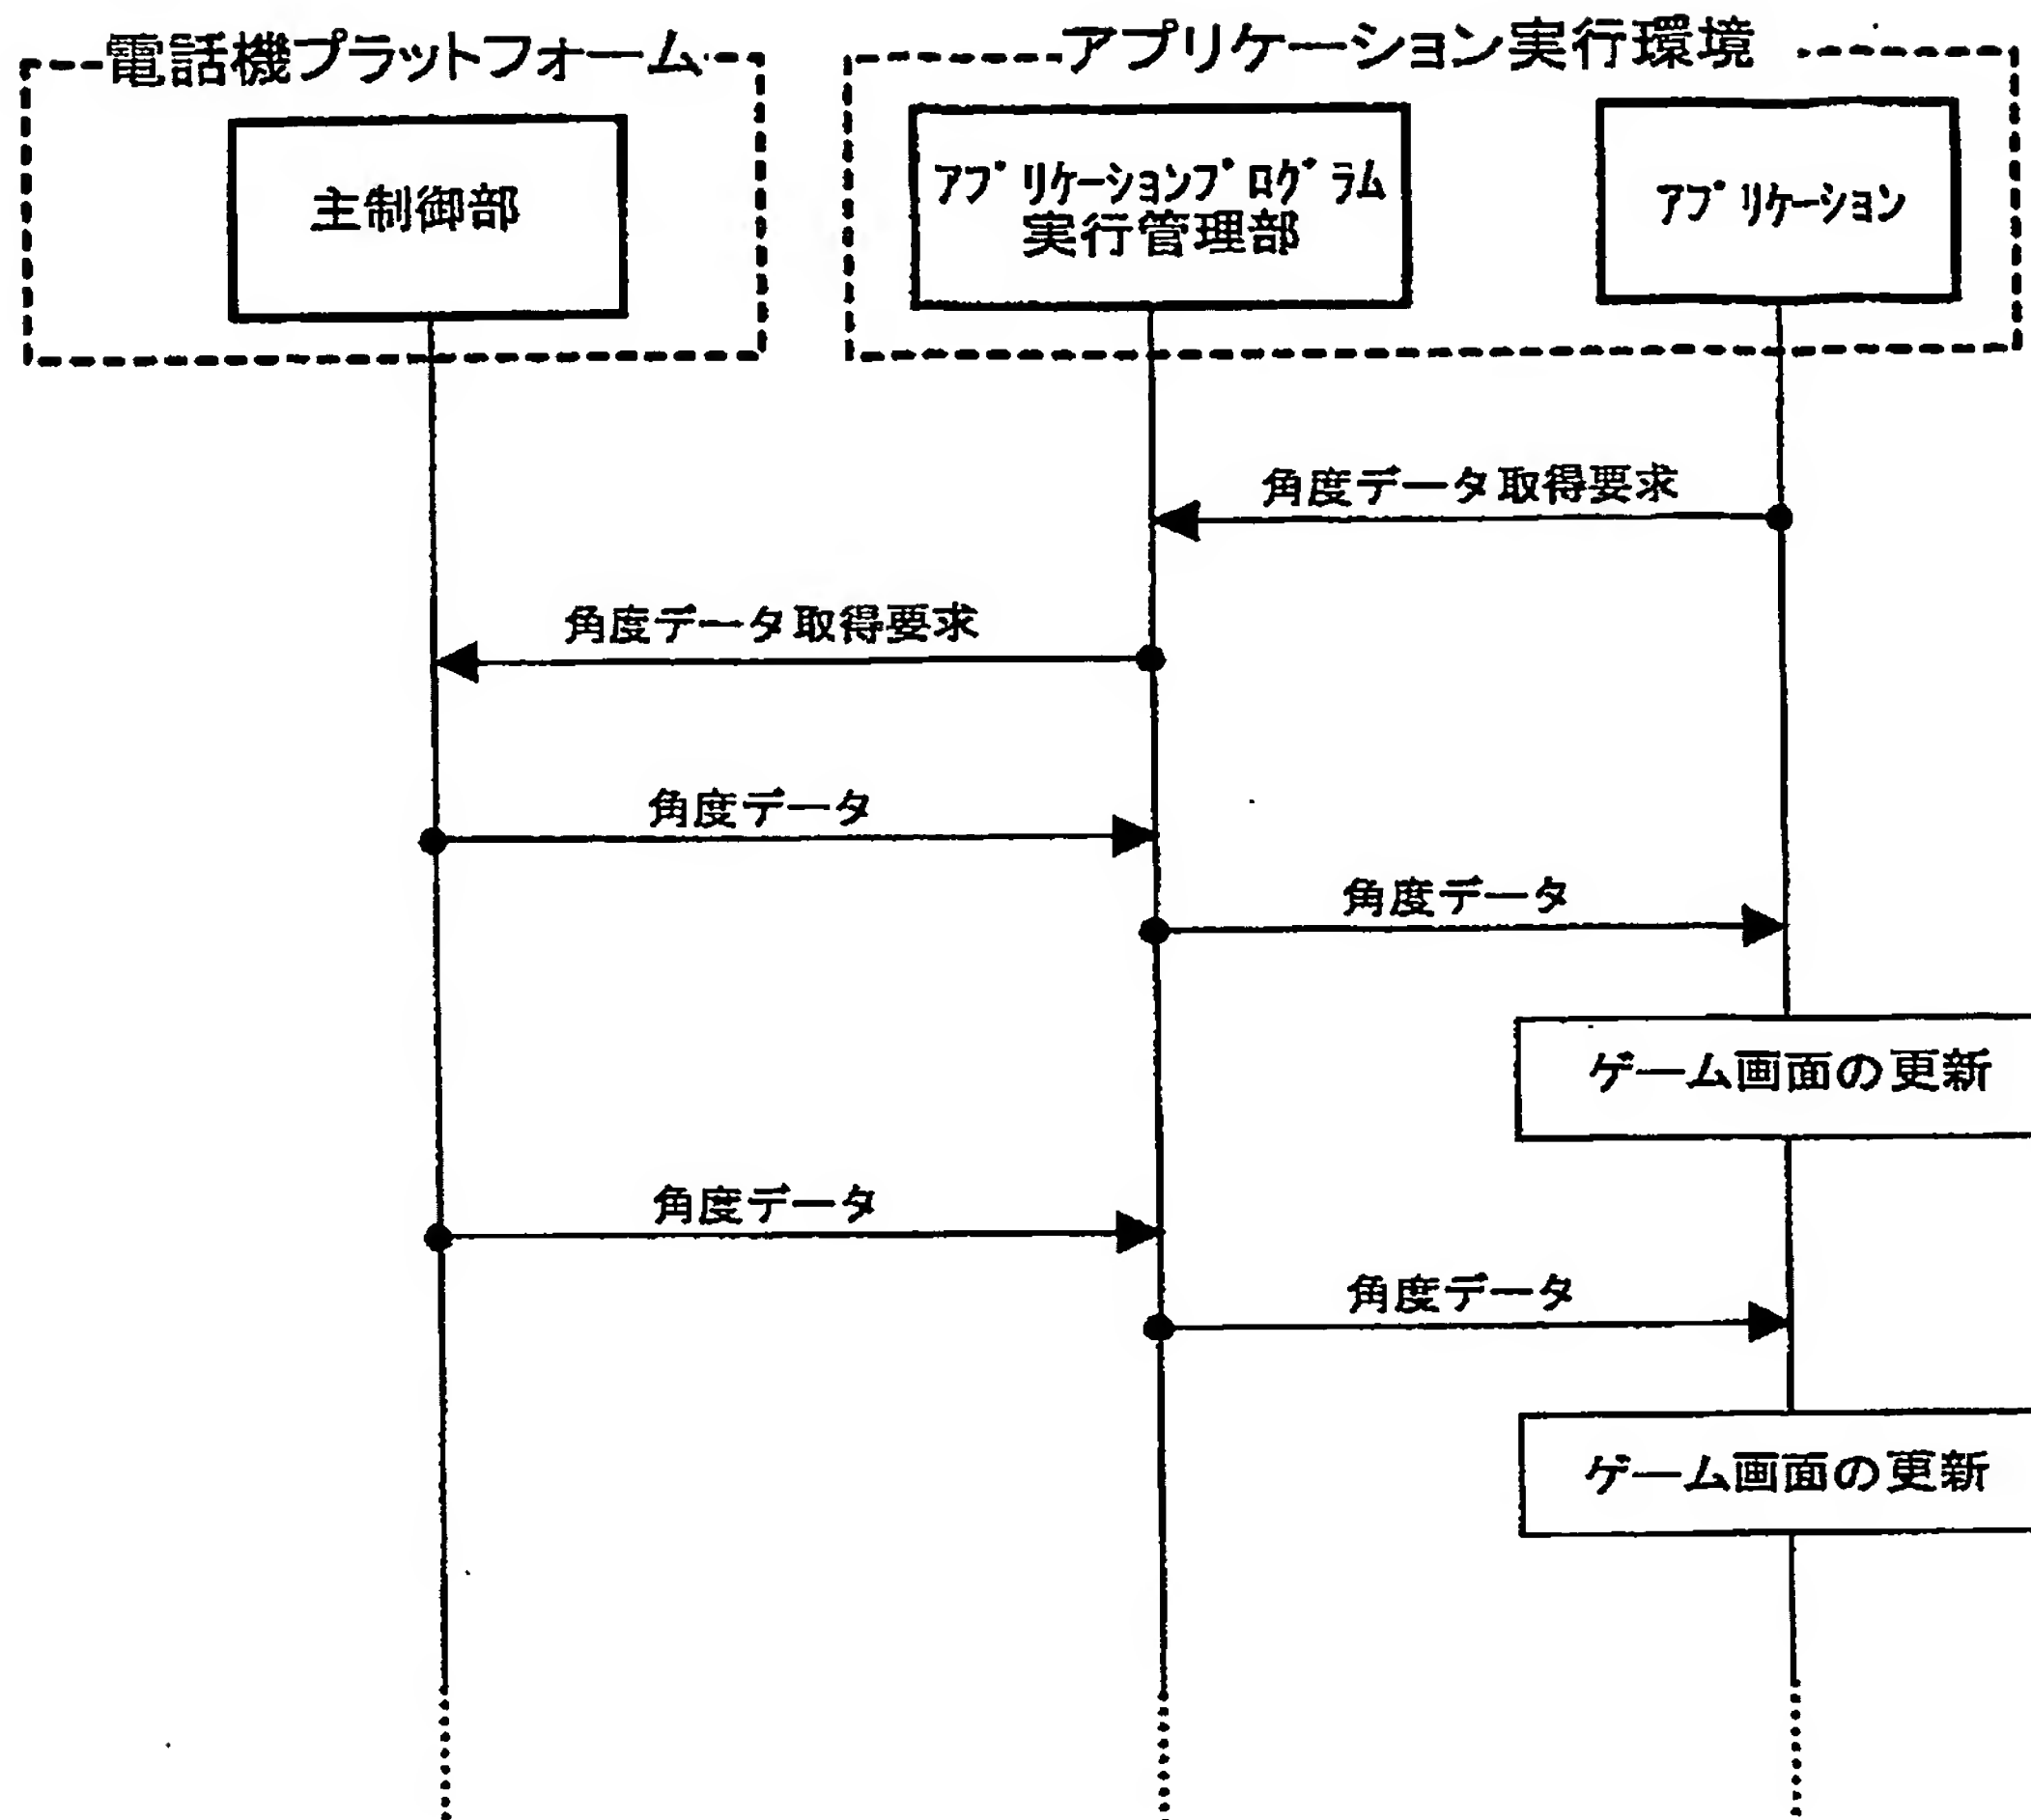 電話機プラットフォーム
アプリケーション実行環境
主制御部
ｱﾌﾟﾘｹｰｼｮﾝﾌﾟﾛｸﾞﾗﾑ
実行管理部
ｱﾌﾟﾘｹｰｼｮﾝ
角度データ取得要求
角度データ取得要求
角度データ
角度データ
ゲーム画面の更新
角度データ
角度データ
ゲーム画面の更新